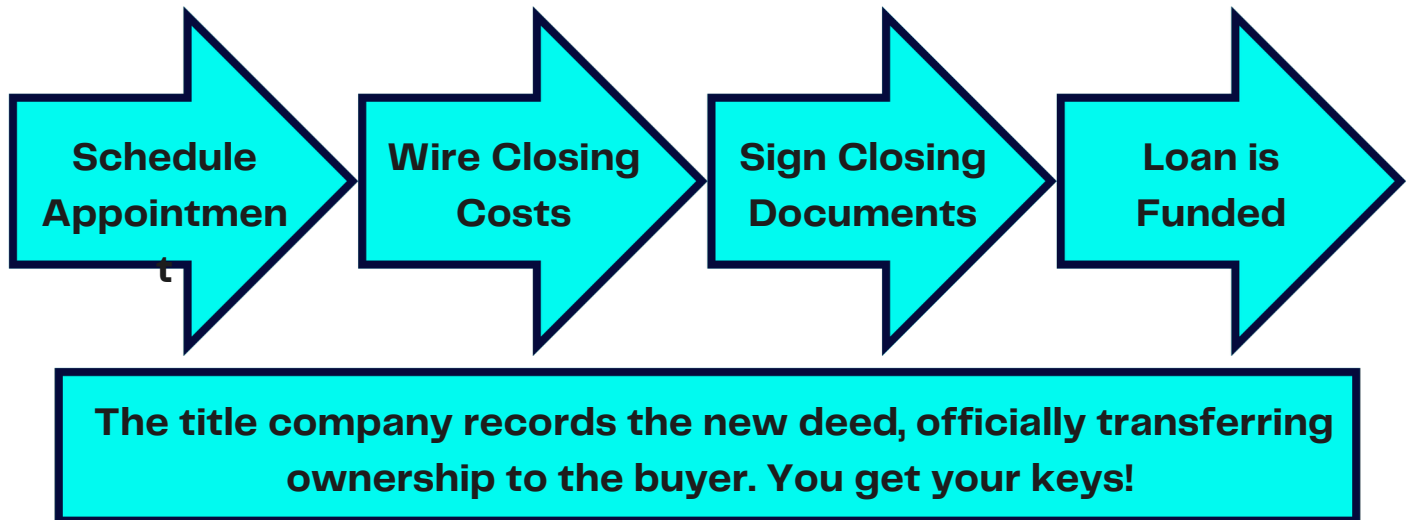 Schedule
Appointmen
t
Wire Closing
Costs
Sign Closing
Documents
Loan is
Funded
The title company records the new deed, officially transferring
ownership to the buyer. You get your keys!